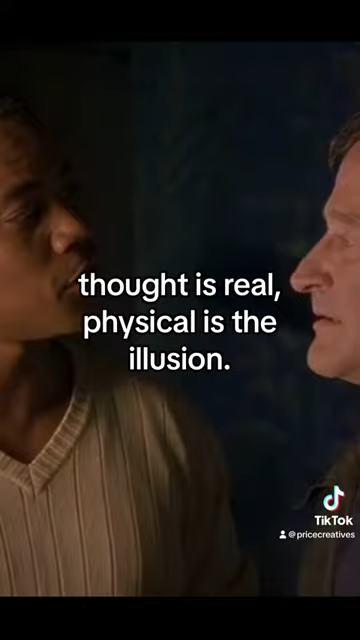 thought is real,
physical is the
illusion.
TikTok
@pricecreatives